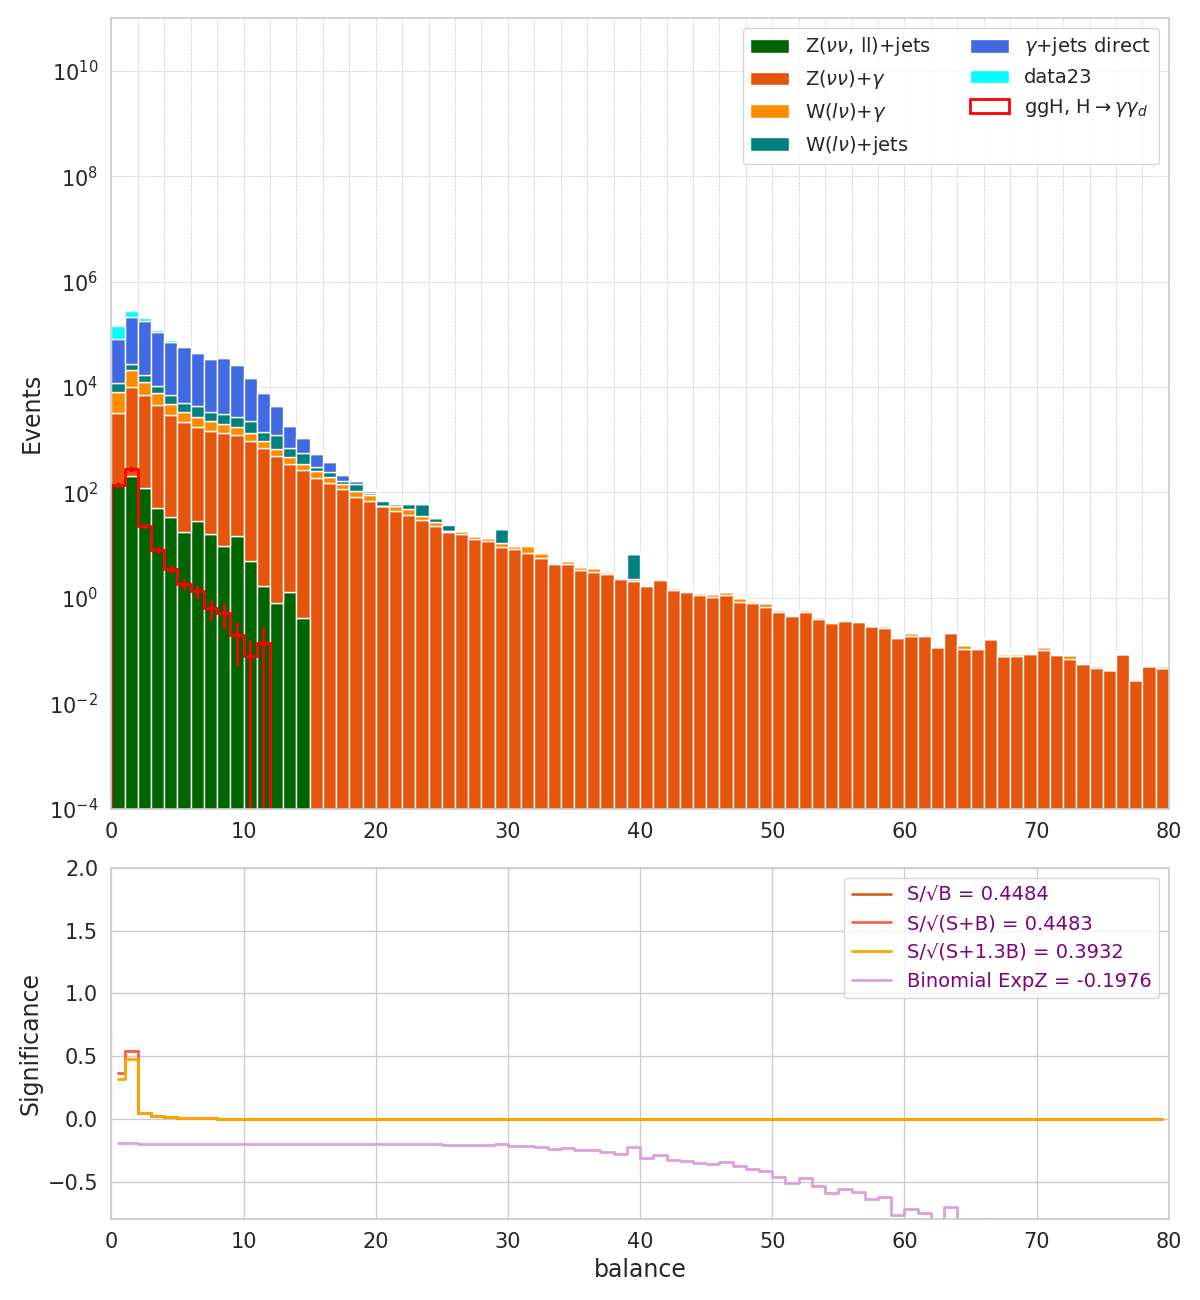 Z(νν, ll)+jets
Z(νν)+γ
W(lν)+γ
W(lν)+jets
γ+jets direct
data23
ggH, H→γγ_d
Events
10^10
10^8
10^6
10^4
10^2
10^0
10^−2
10^−4
0 10 20 30 40 50 60 70 80
S/√B = 0.4484
S/√(S+B) = 0.4483
S/√(S+1.3B) = 0.3932
Binomial ExpZ = -0.1976
Significance
2.0
1.5
1.0
0.5
0.0
−0.5
0 10 20 30 40 50 60 70 80
balance